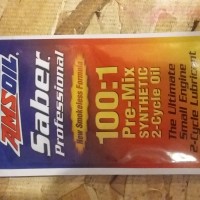 AMSOIL
Saber
Professional
New Smokeless Formula
100:1
Pre-Mix
SYNTHETIC
2-Cycle Oil
The Ultimate
Small Engine
2-Cycle Lubricant